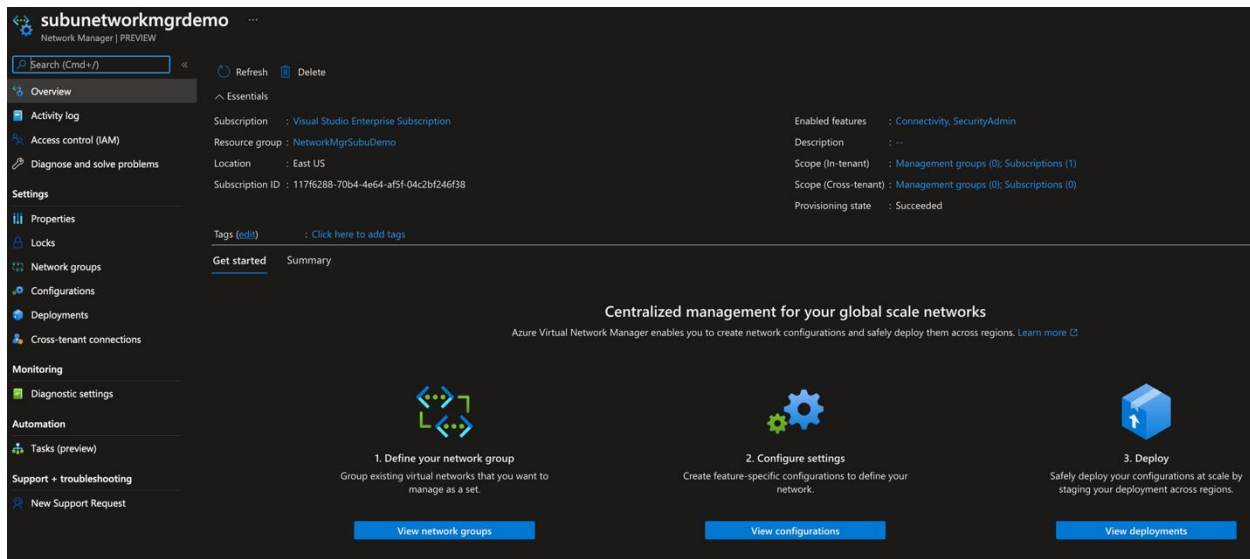 subunetworkmgrdemo ...
Network Manager | PREVIEW
Search (Cmd+/)
«
Overview
Activity log
Access control (IAM)
Diagnose and solve problems
Settings
Properties
Locks
Network groups
Configurations
Deployments
Cross-tenant connections
Monitoring
Diagnostic settings
Automation
Tasks (preview)
Support + troubleshooting
New Support Request
Refresh Delete
Essentials
Subscription : Visual Studio Enterprise Subscription
Resource group : NetworkMgrSubuDemo
Location : East US
Subscription ID : 117f6288-70b4-4e64-af5f-04c2bf246f38
Enabled features : Connectivity, SecurityAdmin
Description : --
Scope (In-tenant) : Management groups (0); Subscriptions (1)
Scope (Cross-tenant) : Management groups (0); Subscriptions (0)
Provisioning state : Succeeded
Tags (edit) : Click here to add tags
Get started Summary
Centralized management for your global scale networks
Azure Virtual Network Manager enables you to create network configurations and safely deploy them across regions. Learn more
1. Define your network group
Group existing virtual networks that you want to
manage as a set.
View network groups
2. Configure settings
Create feature-specific configurations to define your
network.
View configurations
3. Deploy
Safely deploy your configurations at scale by
staging your deployment across regions.
View deployments